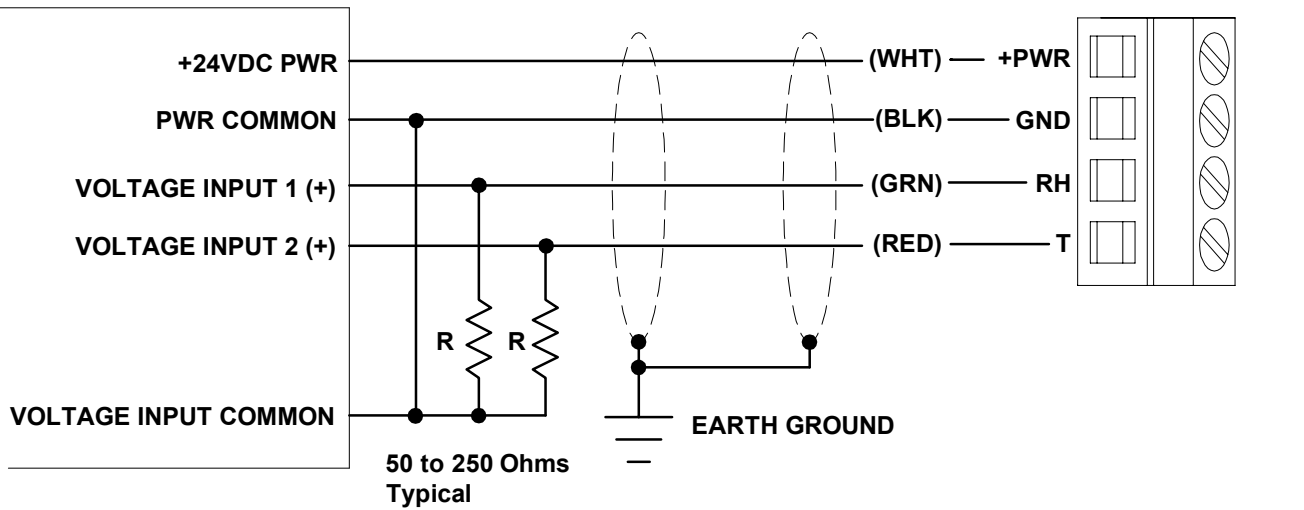 +24VDC PWR (WHT) +PWR
PWR COMMON (BLK) GND
VOLTAGE INPUT 1 (+) (GRN) RH
VOLTAGE INPUT 2 (+) (RED) T
R R
VOLTAGE INPUT COMMON
EARTH GROUND
50 to 250 Ohms
Typical